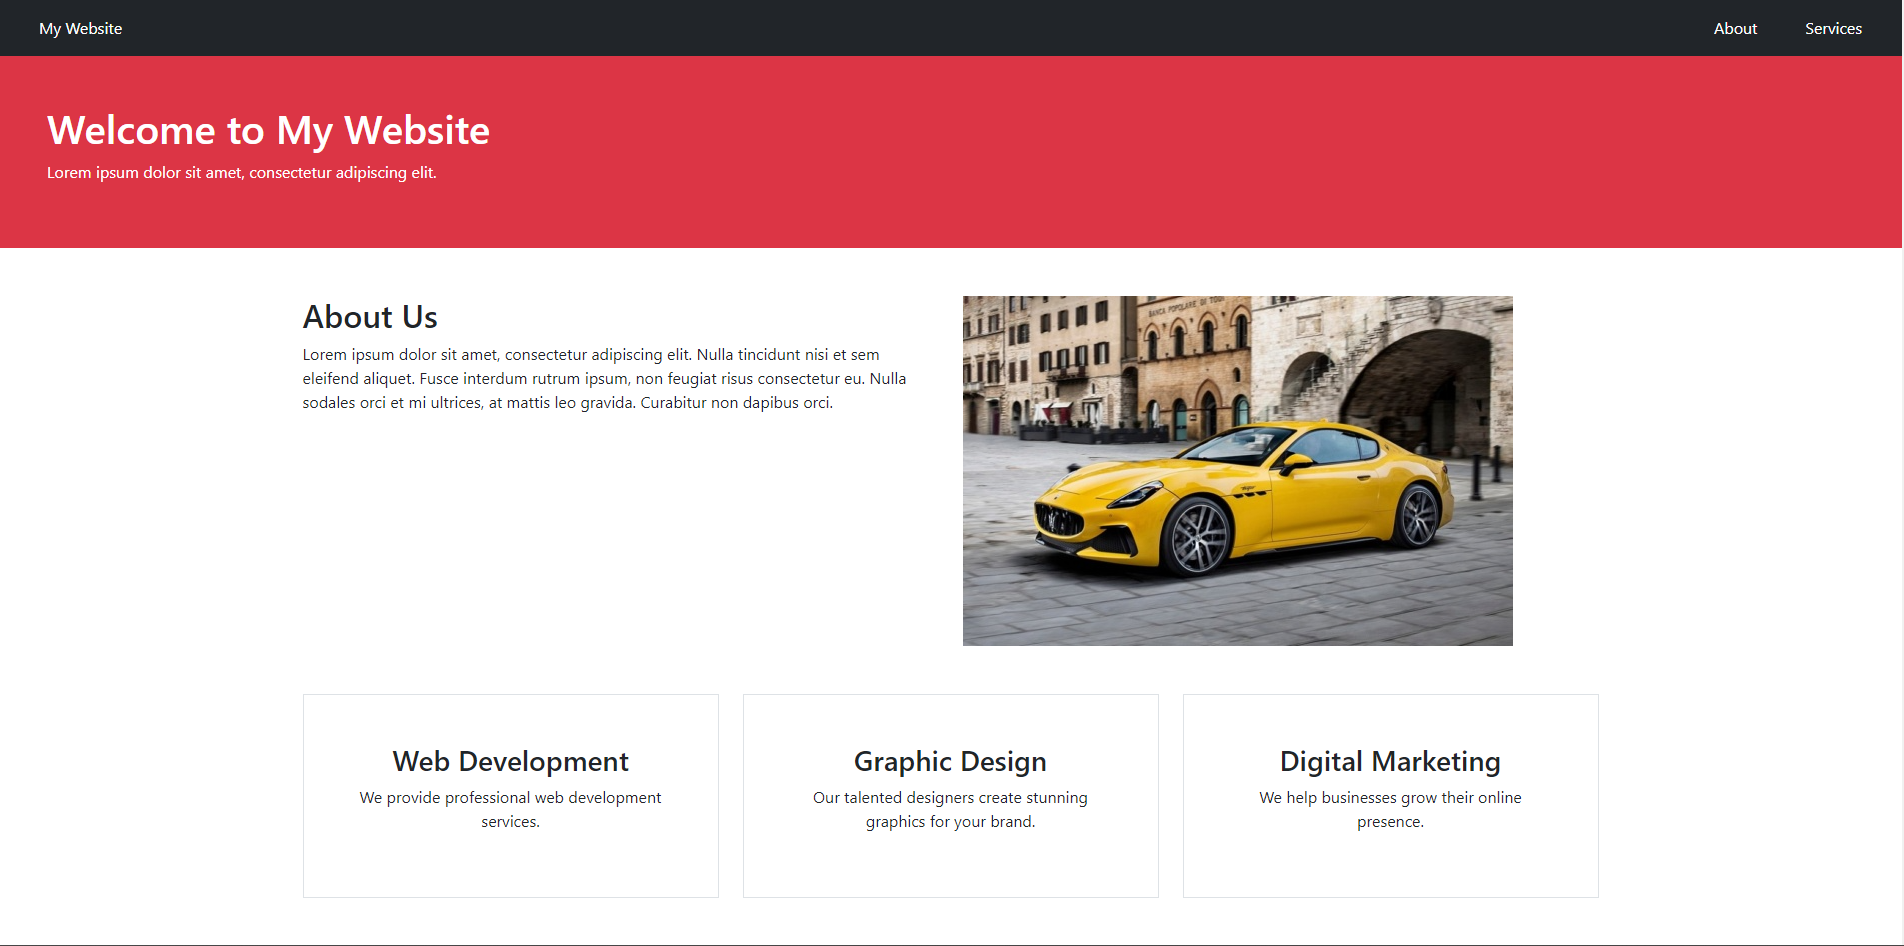 My Website
About
Services
Welcome to My Website
Lorem ipsum dolor sit amet, consectetur adipiscing elit.
About Us
Lorem ipsum dolor sit amet, consectetur adipiscing elit. Nulla tincidunt nisi et sem
eleifend aliquet. Fusce interdum rutrum ipsum, non feugiat risus consectetur eu. Nulla
sodales orci et mi ultrices, at mattis leo gravida. Curabitur non dapibus orci.
BANCA POPOLARE DI TODI
Web Development
We provide professional web development
services.
Graphic Design
Our talented designers create stunning
graphics for your brand.
Digital Marketing
We help businesses grow their online
presence.